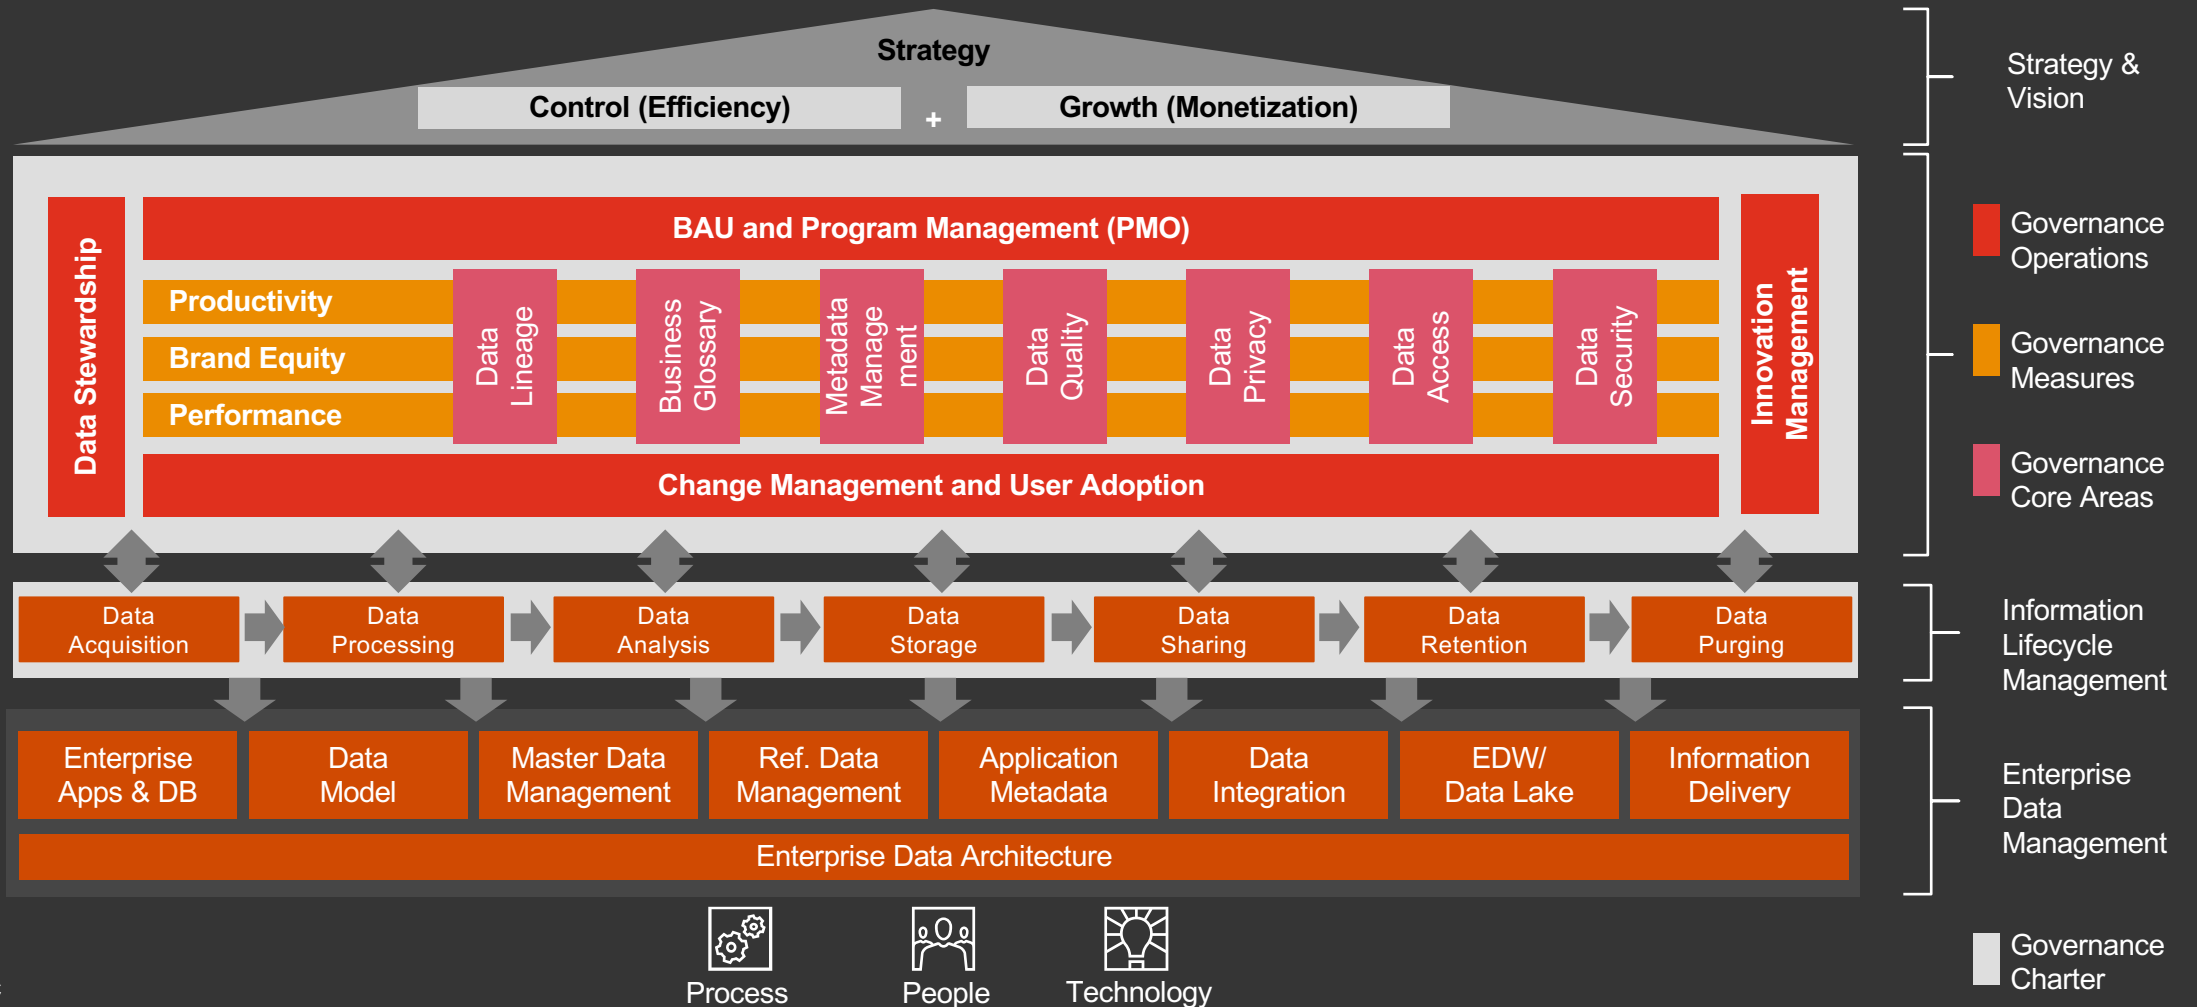 Strategy
Control (Efficiency)
+
Growth (Monetization)
Strategy &
Vision
Data Stewardship
BAU and Program Management (PMO)
Productivity
Brand Equity
Performance
Data
Lineage
Business
Glossary
Metadata
Manage
ment
Data
Quality
Data
Privacy
Data
Access
Data
Security
Change Management and User Adoption
Innovation
Management
Governance
Operations
Governance
Measures
Governance
Core Areas
Data
Acquisition
Data
Processing
Data
Analysis
Data
Storage
Data
Sharing
Data
Retention
Data
Purging
Information
Lifecycle
Management
Enterprise
Apps & DB
Data
Model
Master Data
Management
Ref. Data
Management
Application
Metadata
Data
Integration
EDW/
Data Lake
Information
Delivery
Enterprise Data Architecture
Enterprise
Data
Management
Process
People
Technology
Governance
Charter